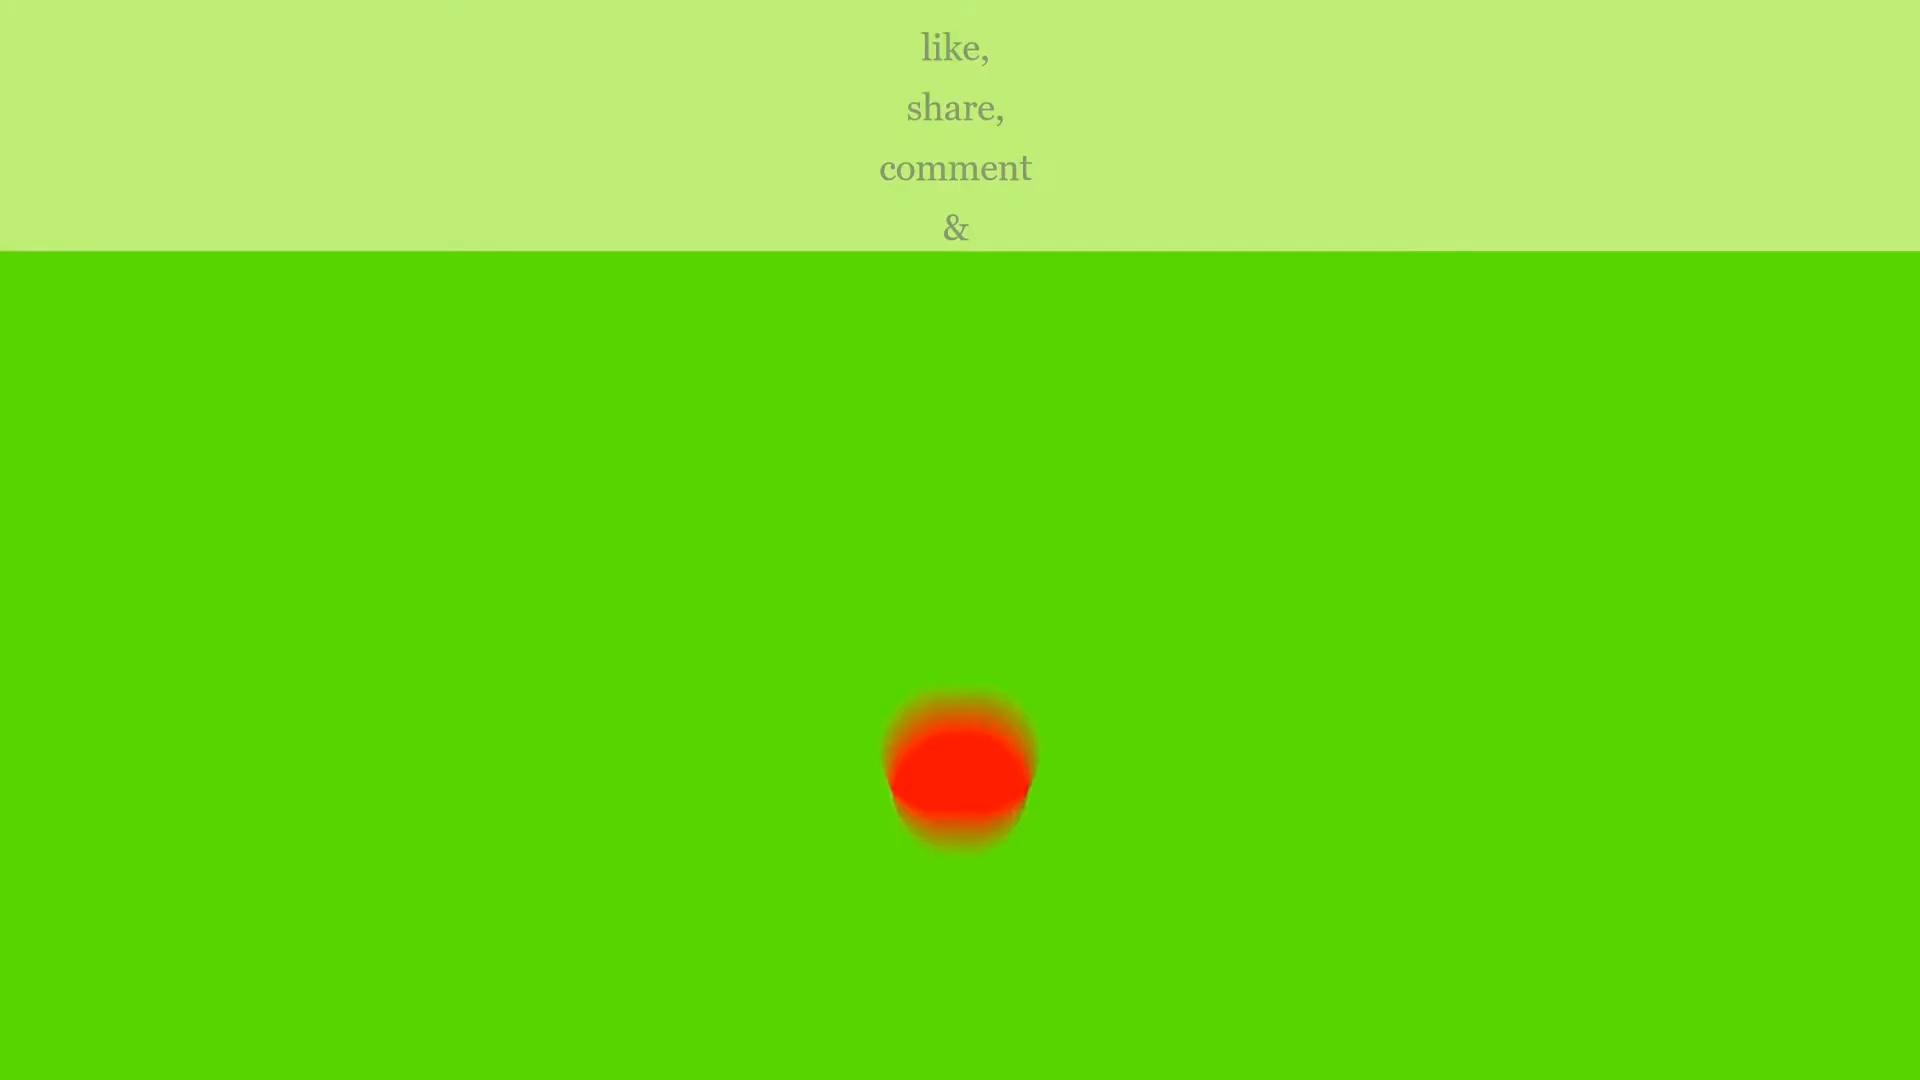 like,
share,
comment
&